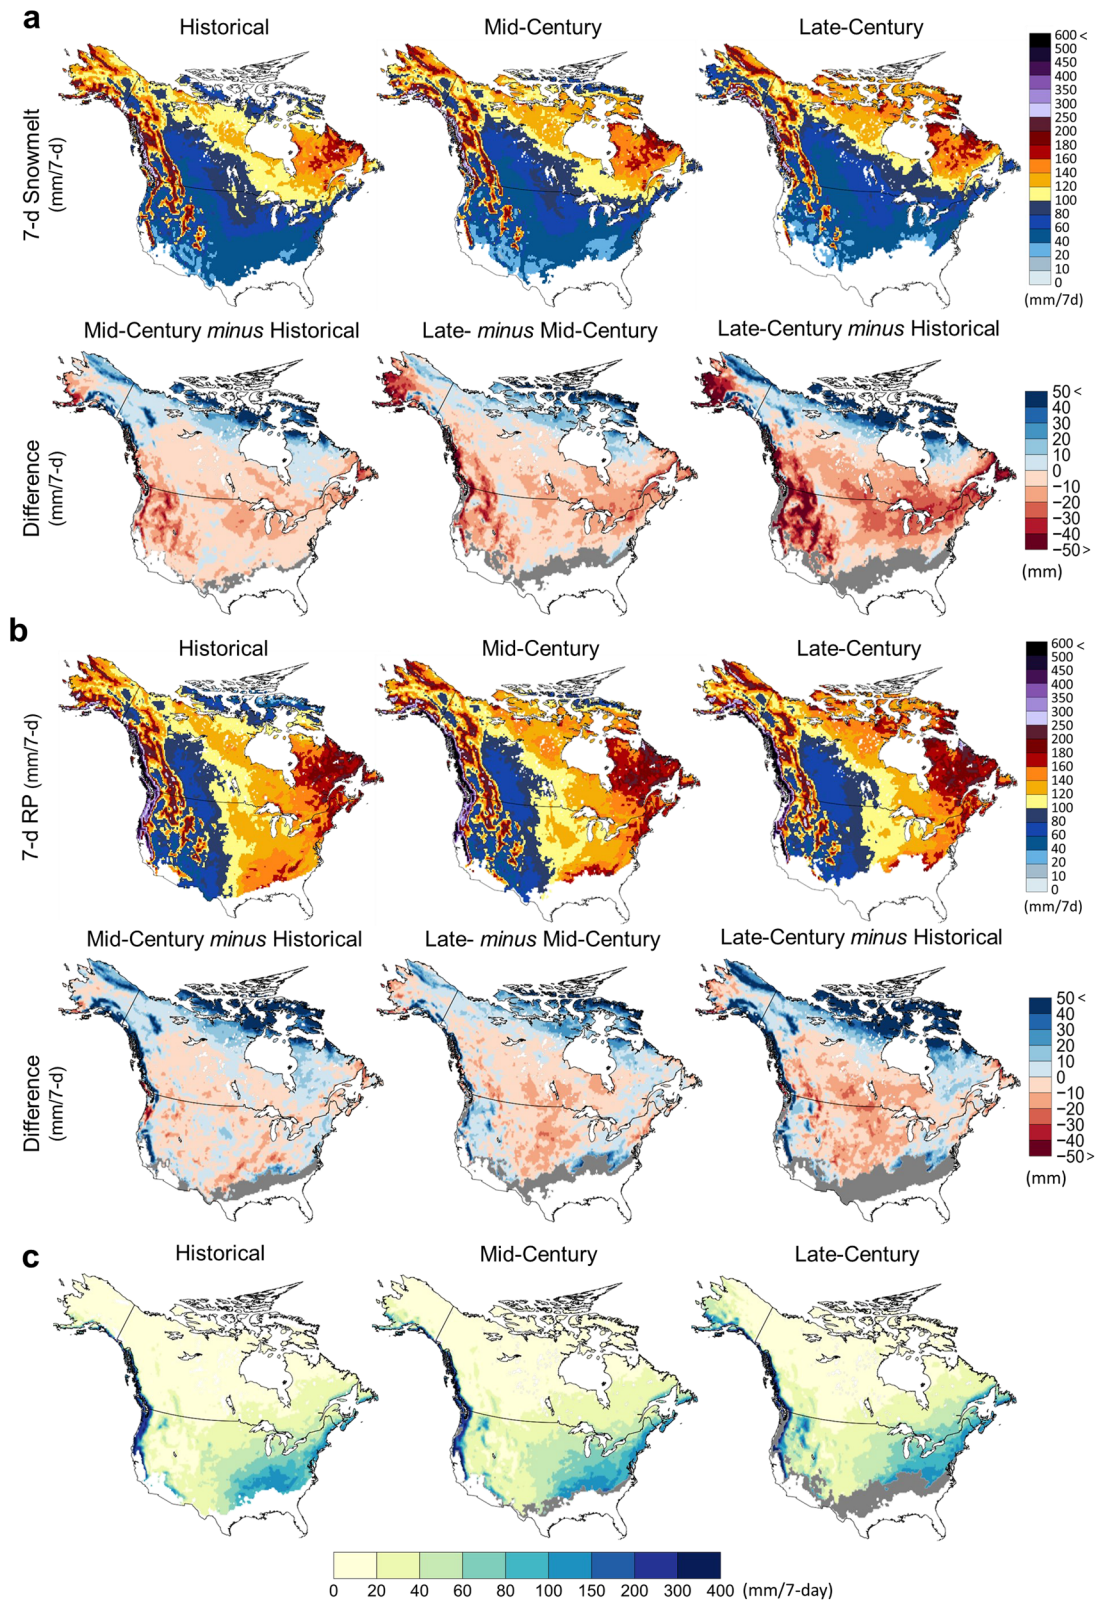 a
Historical
Mid-Century
Late-Century
7-d Snowmelt
(mm/7-d)
600 <
500
450
400
350
300
250
200
180
160
140
120
100
80
60
40
20
10
0
(mm/7d)
Mid-Century minus Historical
Late- minus Mid-Century
Late-Century minus Historical
Difference
(mm/7-d)
50 <
40
30
20
10
0
−10
−20
−30
−40
−50 >
(mm)
b
Historical
Mid-Century
Late-Century
7-d RP (mm/7-d)
600 <
500
450
400
350
300
250
200
180
160
140
120
100
80
60
40
20
10
0
(mm/7d)
Mid-Century minus Historical
Late- minus Mid-Century
Late-Century minus Historical
Difference
(mm/7-d)
50 <
40
30
20
10
0
−10
−20
−30
−40
−50 >
(mm)
c
Historical
Mid-Century
Late-Century
0 20 40 60 80 100 150 200 300 400 (mm/7-day)